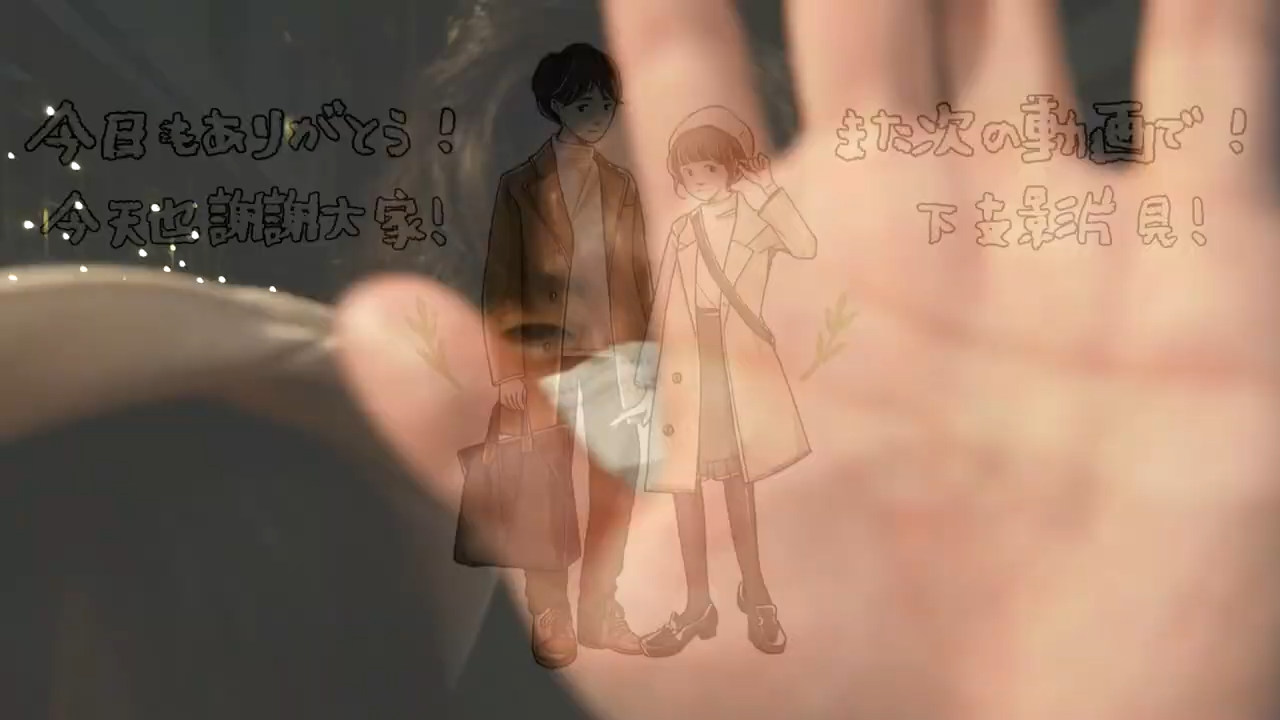 今日もありがとう！
今天也謝謝大家！
また次の動画で！
下支影片見！